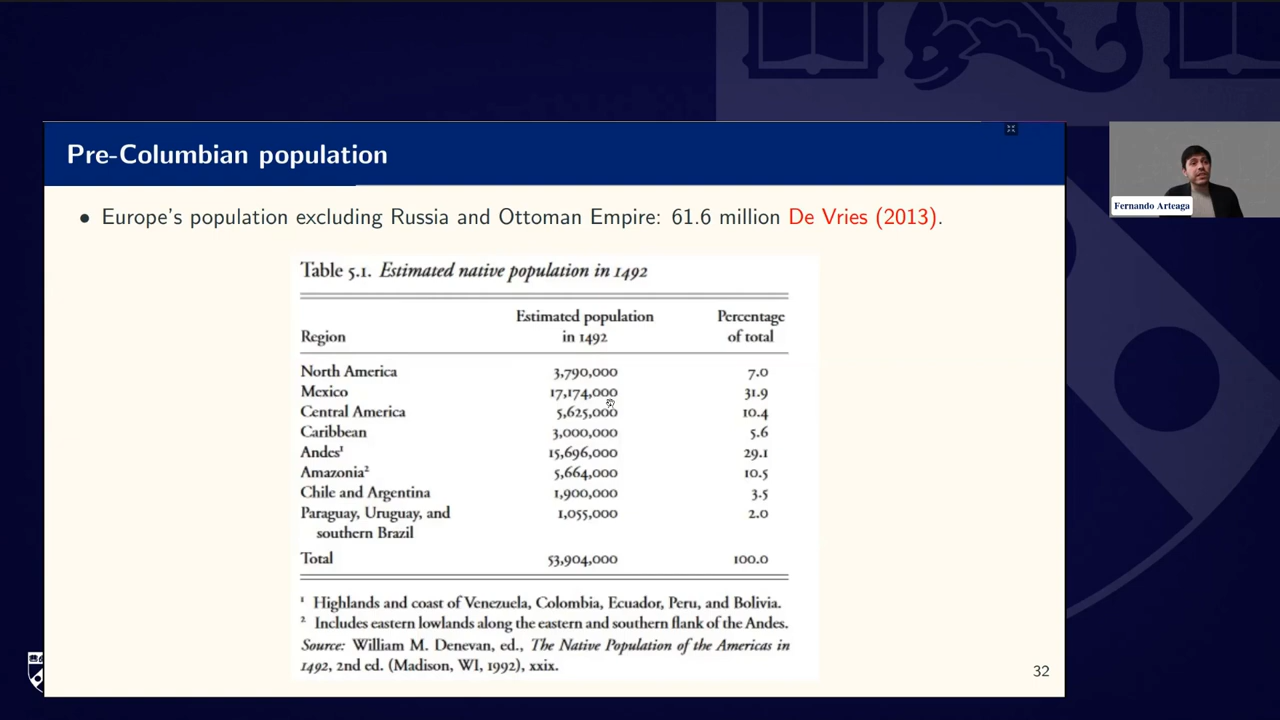 Pre-Columbian population
• Europe's population excluding Russia and Ottoman Empire: 61.6 million De Vries (2013).
Table 5.1. Estimated native population in 1492
Estimated population Percentage
Region in 1492 of total
North America 3,790,000 7.0
Mexico 17,174,000 31.9
Central America 5,625,000 10.4
Caribbean 3,000,000 5.6
Andes¹ 15,696,000 29.1
Amazonia² 5,664,000 10.5
Chile and Argentina 1,900,000 3.5
Paraguay, Uruguay, and 1,055,000 2.0
southern Brazil
Total 53,904,000 100.0
¹ Highlands and coast of Venezuela, Colombia, Ecuador, Peru, and Bolivia.
² Includes eastern lowlands along the eastern and southern flank of the Andes.
Source: William M. Denevan, ed., The Native Population of the Americas in
1492, 2nd ed. (Madison, WI, 1992), xxix.
32
Fernando Arteaga